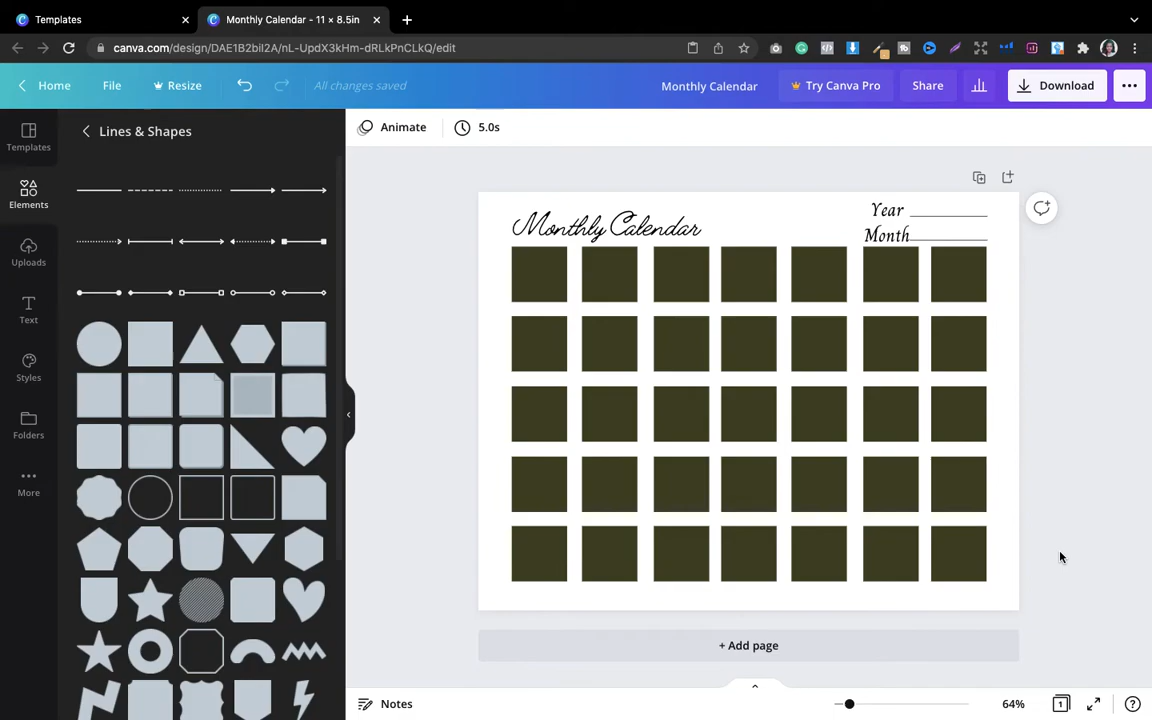 Templates
Monthly Calendar - 11 × 8.5in
canva.com/design/DAE1B2biI2A/nL-UpdX3kHm-dRLkPnCLkQ/edit
Home
File
Resize
All changes saved
Monthly Calendar
Try Canva Pro
Share
Download
Templates
Elements
Uploads
Text
Styles
Folders
More
Lines & Shapes
Animate
5.0s
Monthly Calendar
Year
Month
+ Add page
Notes
64%
1